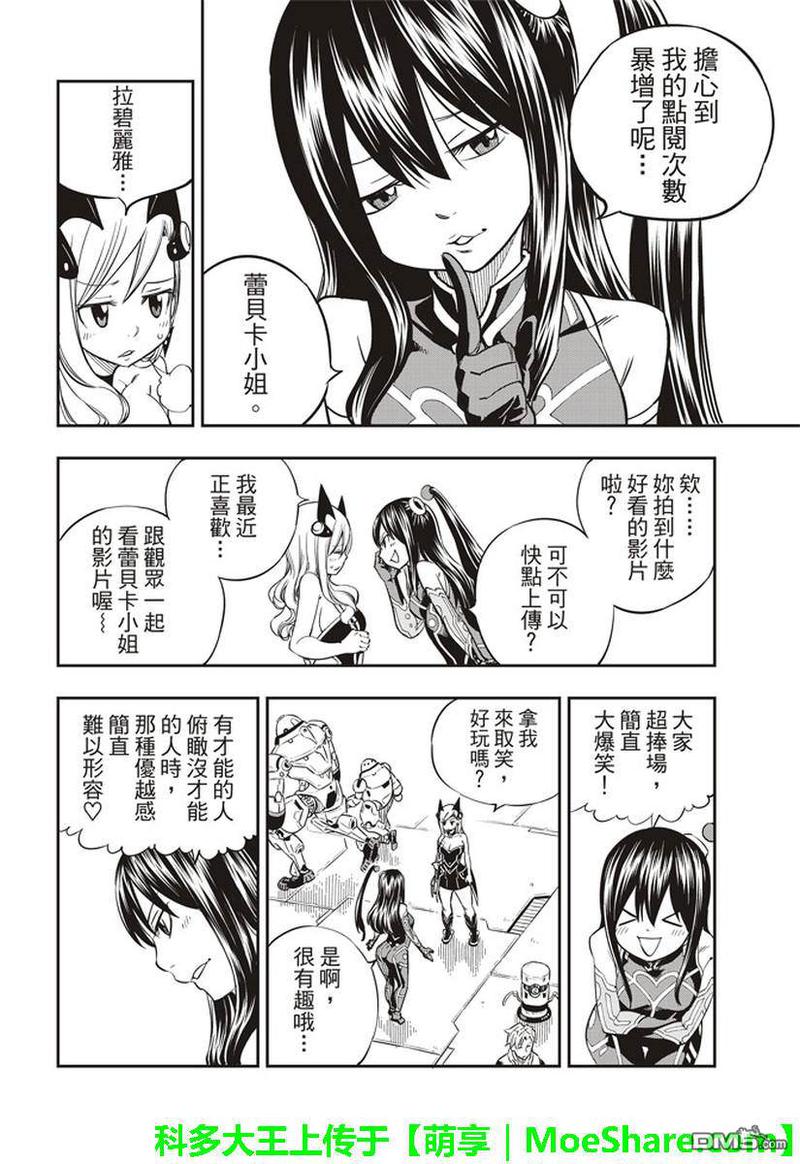 擔心到
我的點閱次數
暴增了呢…
蕾貝卡小姐。
拉碧麗雅…
欸……
妳拍到什麼
好看的影片
啦？
可不可以
快點上傳？
我最近
正喜歡…
跟觀眾一起
看蕾貝卡小姐
的影片喔~
大家
超捧場，
簡直
大爆笑！
拿我
來取笑，
好玩嗎？
是啊，
很有趣哦…
有才能的人
俯瞰沒才能
的人時，
那種優越感
簡直
難以形容♡
科多大王上传于【萌享｜MoeShare